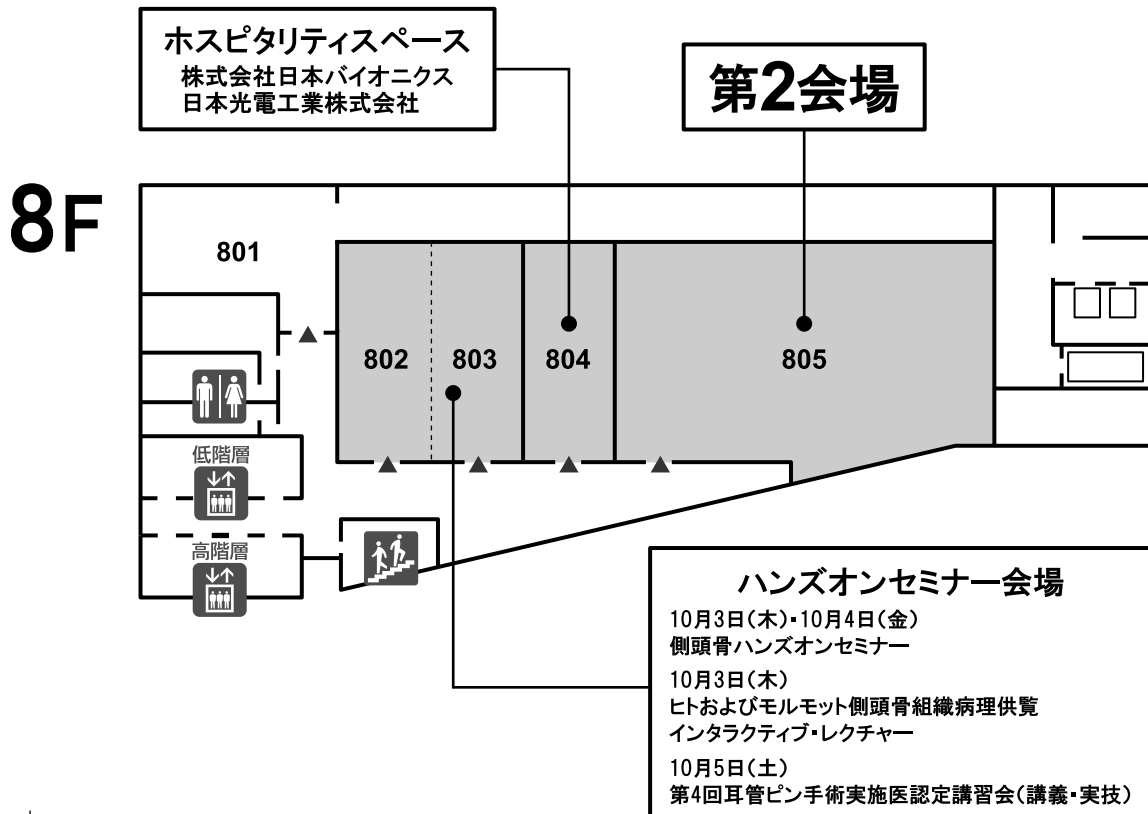 ホスピタリティスペース
株式会社日本バイオニクス
日本光電工業株式会社
第2会場
8F
801
802
803
804
805
低階層
高階層
ハンズオンセミナー会場
10月3日（木）・10月4日（金）
側頭骨ハンズオンセミナー
10月3日（木）
ヒトおよびモルモット側頭骨組織病理供覧
インタラクティブ・レクチャー
10月5日（土）
第4回耳管ピン手術実施医認定講習会（講義・実技）